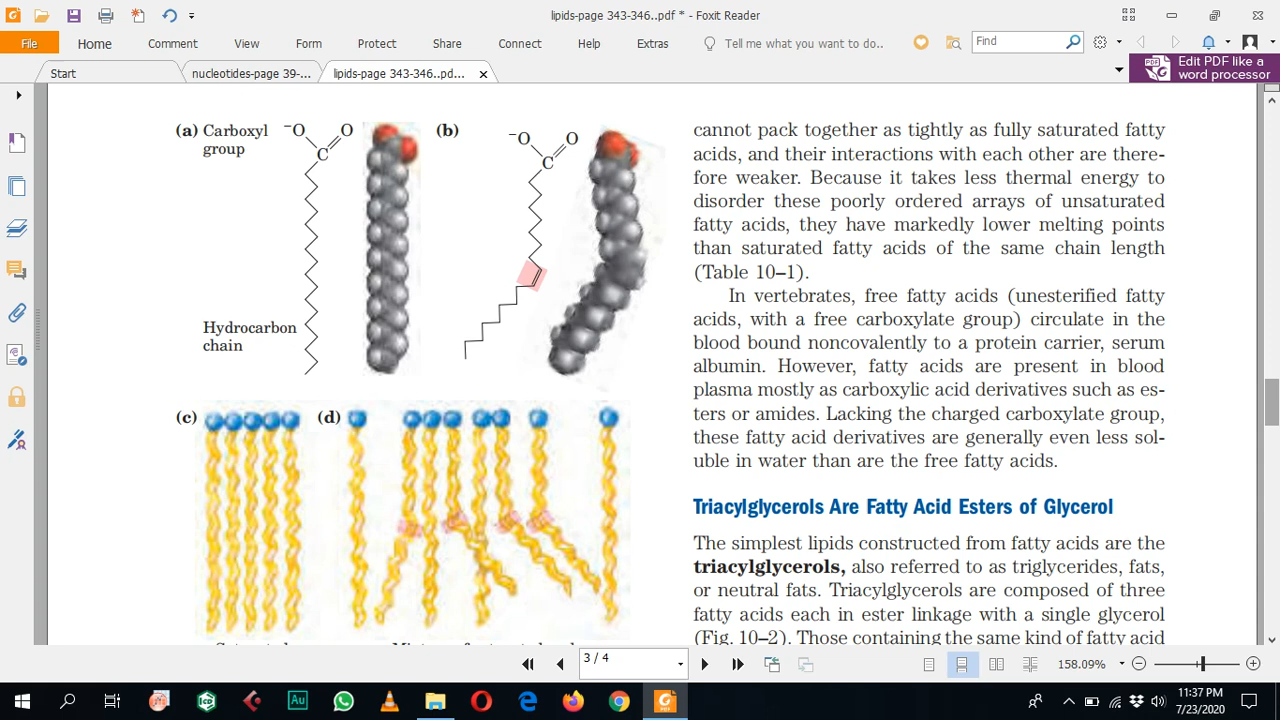 lipids-page 343-346..pdf * - Foxit Reader
File
Home
Comment
View
Form
Protect
Share
Connect
Help
Extras
Tell me what you want to do..
Find
Edit PDF like a
word processor
Start
nucleotides-page 39-...
lipids-page 343-346..pd...
(a) Carboxyl
group
⁻O
O
C
Hydrocarbon
chain
(b)
⁻O
O
C
(c)
(d)
cannot pack together as tightly as fully saturated fatty
acids, and their interactions with each other are there-
fore weaker. Because it takes less thermal energy to
disorder these poorly ordered arrays of unsaturated
fatty acids, they have markedly lower melting points
than saturated fatty acids of the same chain length
(Table 10–1).
In vertebrates, free fatty acids (unesterified fatty
acids, with a free carboxylate group) circulate in the
blood bound noncovalently to a protein carrier, serum
albumin. However, fatty acids are present in blood
plasma mostly as carboxylic acid derivatives such as es-
ters or amides. Lacking the charged carboxylate group,
these fatty acid derivatives are generally even less sol-
uble in water than are the free fatty acids.
Triacylglycerols Are Fatty Acid Esters of Glycerol
The simplest lipids constructed from fatty acids are the
triacylglycerols, also referred to as triglycerides, fats,
or neutral fats. Triacylglycerols are composed of three
fatty acids each in ester linkage with a single glycerol
(Fig. 10–2). Those containing the same kind of fatty acid
3 / 4
158.09%
Au
11:37 PM
7/23/2020